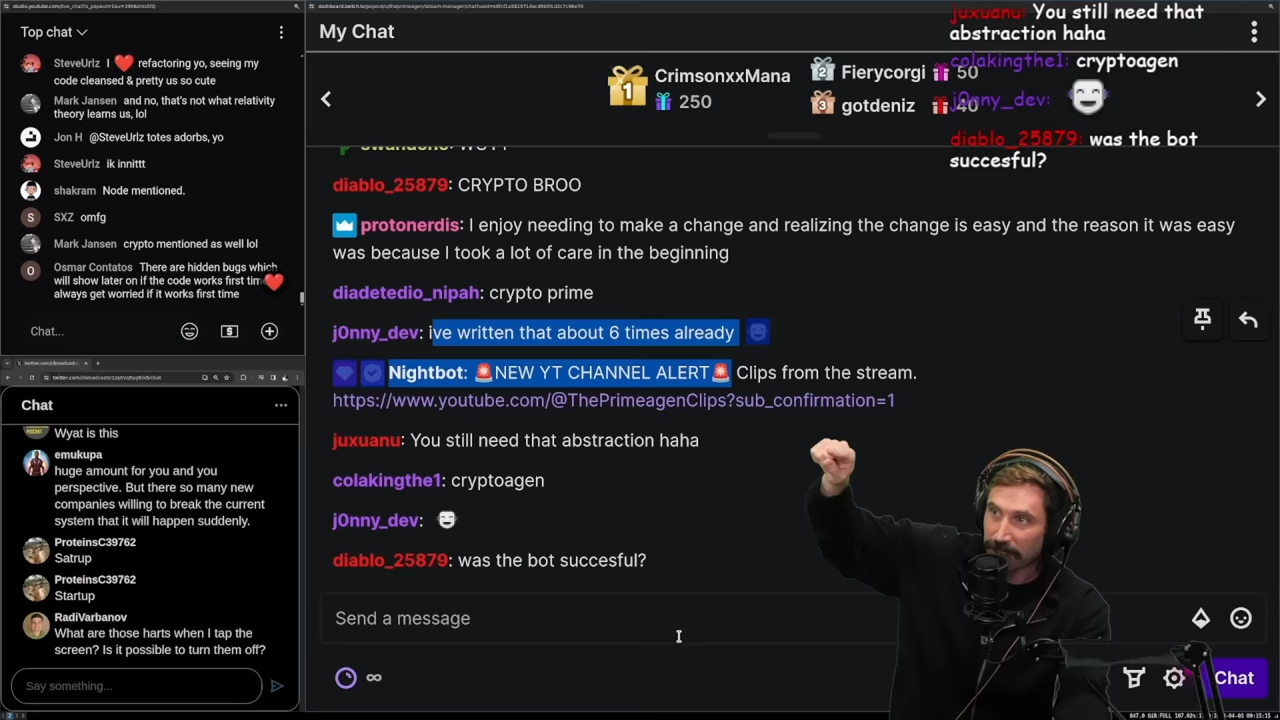 Top chat
SteveUrlz I ❤️ refactoring yo, seeing my
code cleansed & pretty us so cute
Mark Jansen and no, that's not what relativity
theory learns us, lol
Jon H @SteveUrlz totes adorbs, yo
SteveUrlz ik innittt
shakram Node mentioned.
S SXZ omfg
Mark Jansen crypto mentioned as well lol
O Osmar Contatos There are hidden bugs which
will show later on if the code works first
always get worried if it works first time
Chat...
Chat
Wyat is this
emukupa
huge amount for you and you
perspective. But there so many new
companies willing to break the current
system that it will happen suddenly.
ProteinsC39762
Satrup
ProteinsC39762
Startup
RadiVarbanov
What are those harts when I tap the
screen? Is it possible to turn them off?
Say something...
My Chat
1 CrimsonxxMana
250
2 Fierycorgi 50
3 gotdeniz 40
diablo_25879: CRYPTO BROO
protonerdis: I enjoy needing to make a change and realizing the change is easy and the reason it was easy
was because I took a lot of care in the beginning
diadetedio_nipah: crypto prime
j0nny_dev: ive written that about 6 times already
Nightbot: 🚨NEW YT CHANNEL ALERT🚨 Clips from the stream.
https://www.youtube.com/@ThePrimeagenClips?sub_confirmation=1
juxuanu: You still need that abstraction haha
colakingthe1: cryptoagen
j0nny_dev:
diablo_25879: was the bot succesful?
Send a message
∞
Chat
juxuanu: You still need that
abstraction haha
colakingthe1: cryptoagen
j0nny_dev:
diablo_25879: was the bot
succesful?